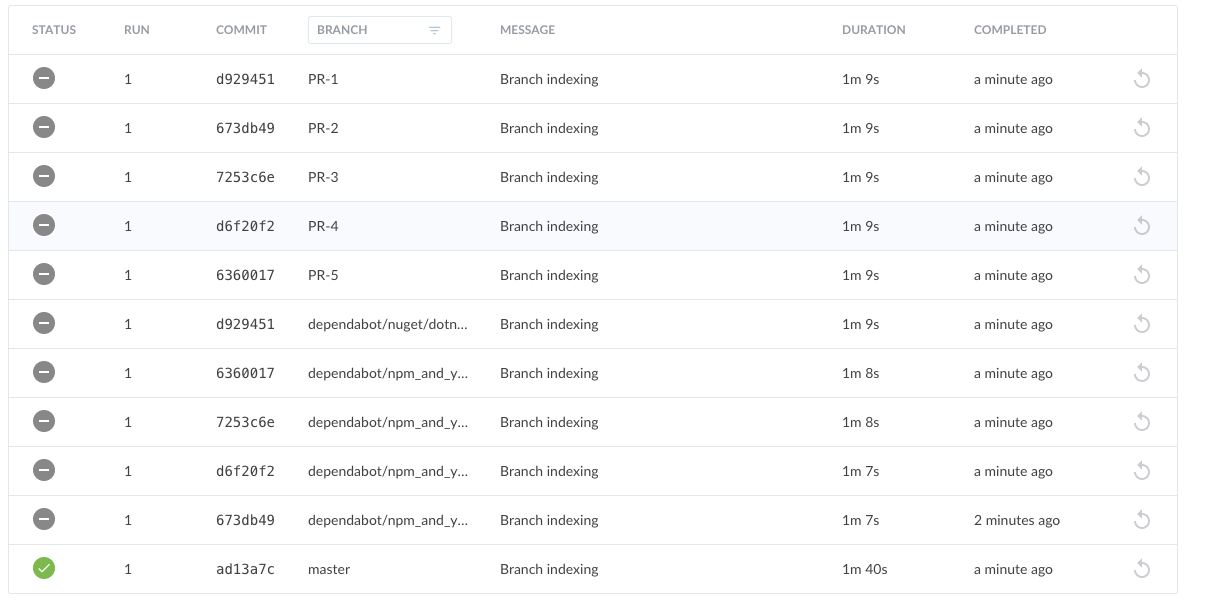 STATUS RUN COMMIT BRANCH MESSAGE DURATION COMPLETED
1 d929451 PR-1 Branch indexing 1m 9s a minute ago
1 673db49 PR-2 Branch indexing 1m 9s a minute ago
1 7253c6e PR-3 Branch indexing 1m 9s a minute ago
1 d6f20f2 PR-4 Branch indexing 1m 9s a minute ago
1 6360017 PR-5 Branch indexing 1m 9s a minute ago
1 d929451 dependabot/nuget/dotn... Branch indexing 1m 9s a minute ago
1 6360017 dependabot/npm_and_y... Branch indexing 1m 8s a minute ago
1 7253c6e dependabot/npm_and_y... Branch indexing 1m 8s a minute ago
1 d6f20f2 dependabot/npm_and_y... Branch indexing 1m 7s a minute ago
1 673db49 dependabot/npm_and_y... Branch indexing 1m 7s 2 minutes ago
1 ad13a7c master Branch indexing 1m 40s a minute ago